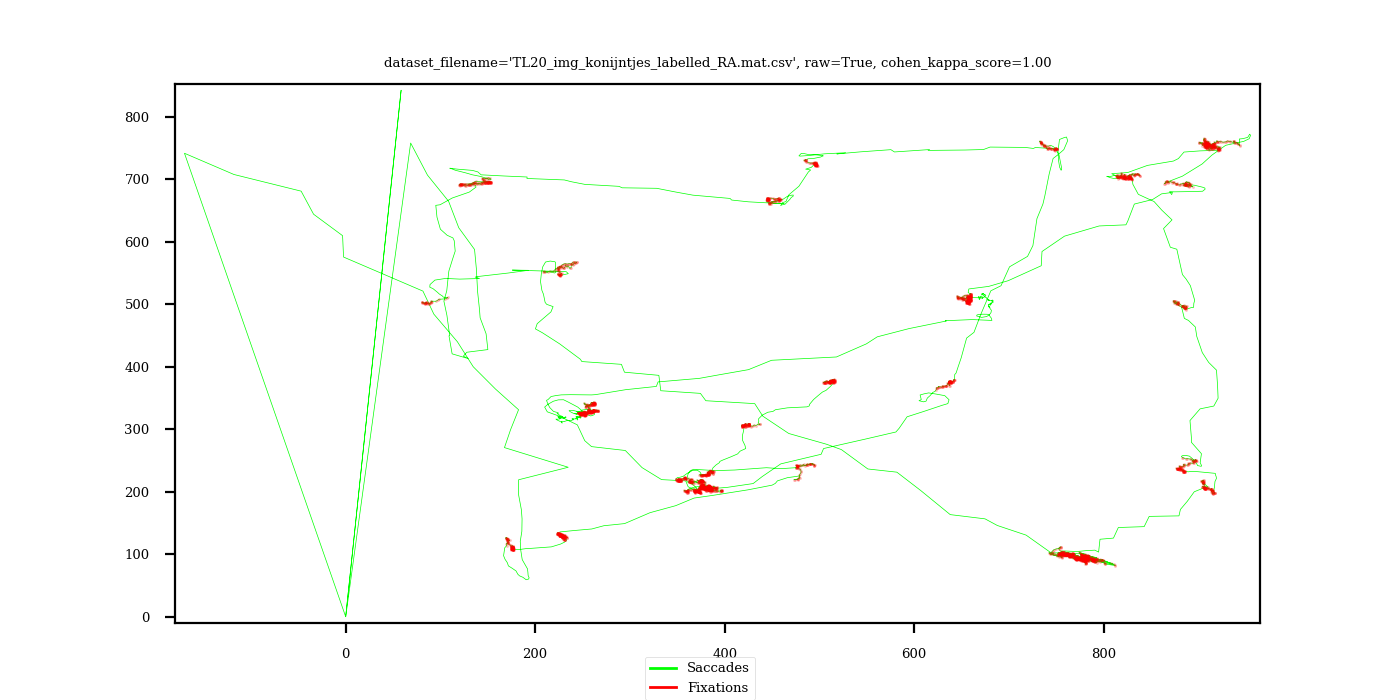 dataset_filename='TL20_img_konijntjes_labelled_RA.mat.csv', raw=True, cohen_kappa_score=1.00
800
700
600
500
400
300
200
100
0
0 200 400 600 800
Saccades
Fixations